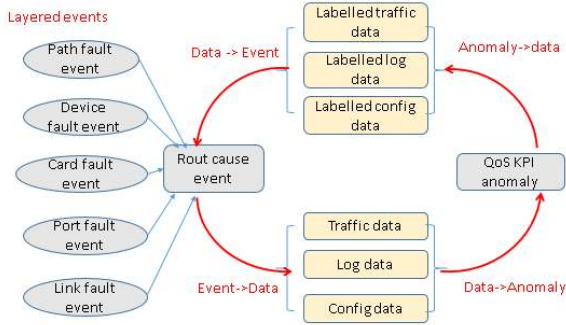 Layered events
Path fault
event
Device
fault event
Card fault
event
Port fault
event
Link fault
event
Data -> Event
Rout cause
event
Event->Data
Labelled traffic
data
Labelled log
data
Labelled config
data
Traffic data
Log data
Config data
Anomaly->data
QoS KPI
anomaly
Data->Anomaly